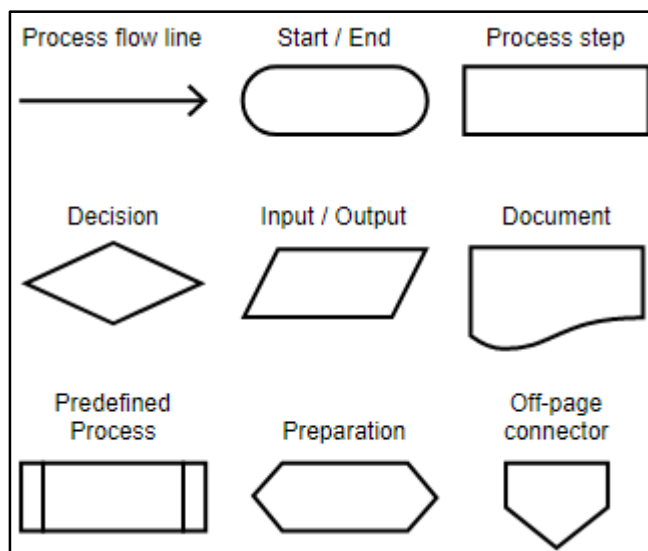 Process flow line
Start / End
Process step
Decision
Input / Output
Document
Predefined
Process
Preparation
Off-page
connector